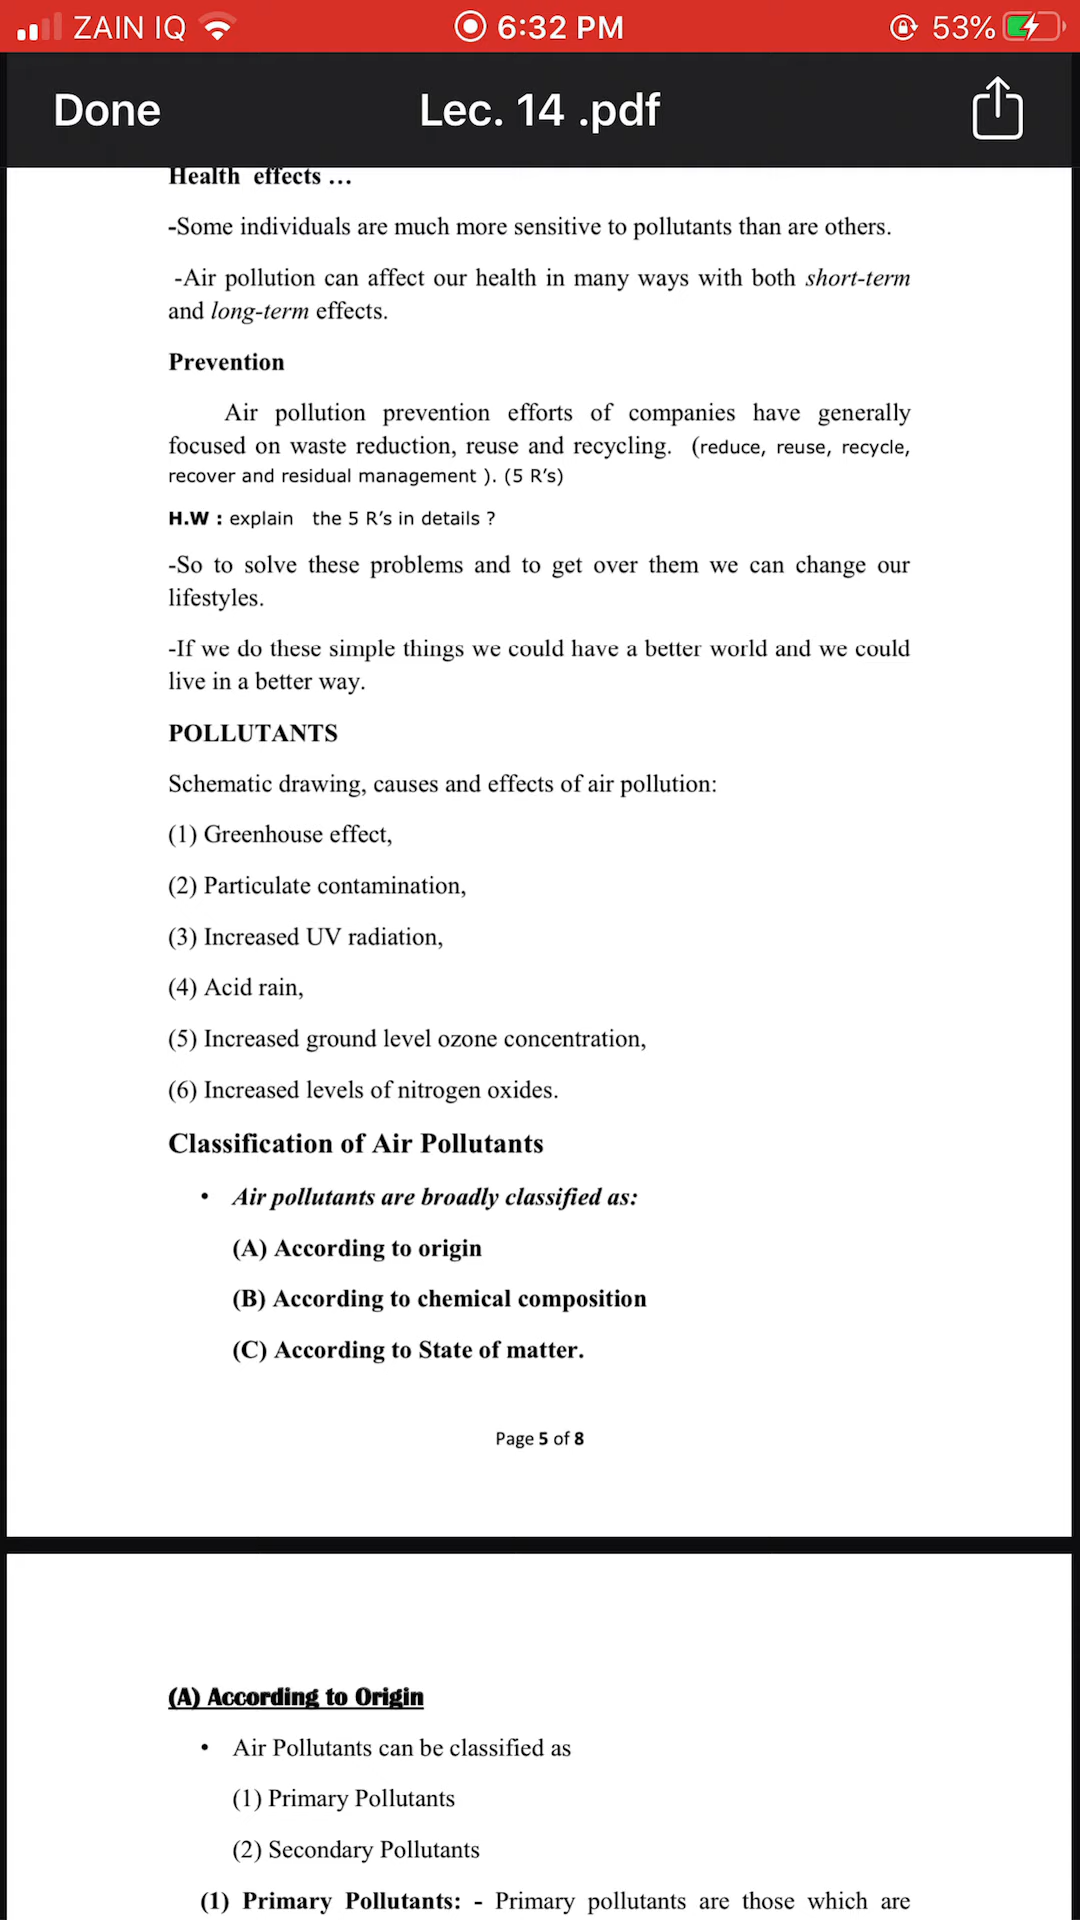 ZAIN IQ 6:32 PM 53%
Done Lec. 14 .pdf
Health effects ...
-Some individuals are much more sensitive to pollutants than are others.
-Air pollution can affect our health in many ways with both short-term
and long-term effects.
Prevention
Air pollution prevention efforts of companies have generally
focused on waste reduction, reuse and recycling. (reduce, reuse, recycle,
recover and residual management ). (5 R's)
H.W : explain the 5 R's in details ?
-So to solve these problems and to get over them we can change our
lifestyles.
-If we do these simple things we could have a better world and we could
live in a better way.
POLLUTANTS
Schematic drawing, causes and effects of air pollution:
(1) Greenhouse effect,
(2) Particulate contamination,
(3) Increased UV radiation,
(4) Acid rain,
(5) Increased ground level ozone concentration,
(6) Increased levels of nitrogen oxides.
Classification of Air Pollutants
• Air pollutants are broadly classified as:
(A) According to origin
(B) According to chemical composition
(C) According to State of matter.
Page 5 of 8
(A) According to Origin
• Air Pollutants can be classified as
(1) Primary Pollutants
(2) Secondary Pollutants
(1) Primary Pollutants: - Primary pollutants are those which are